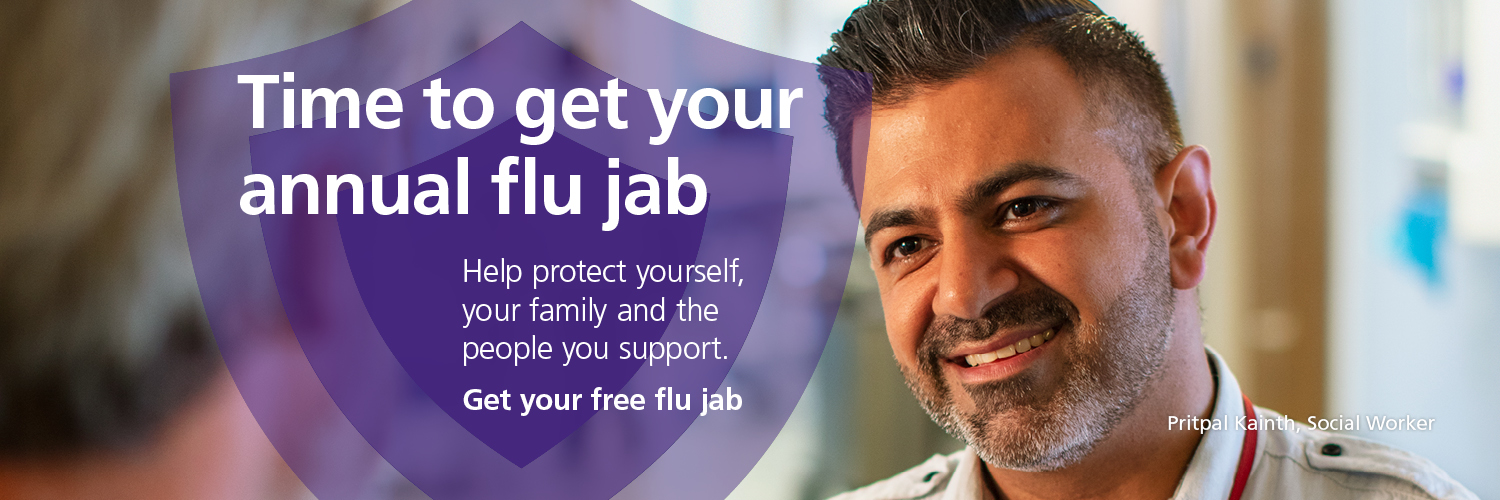 Time to get your
annual flu jab
Help protect yourself,
your family and the
people you support.
Get your free flu jab
Pritpal Kainth, Social Worker